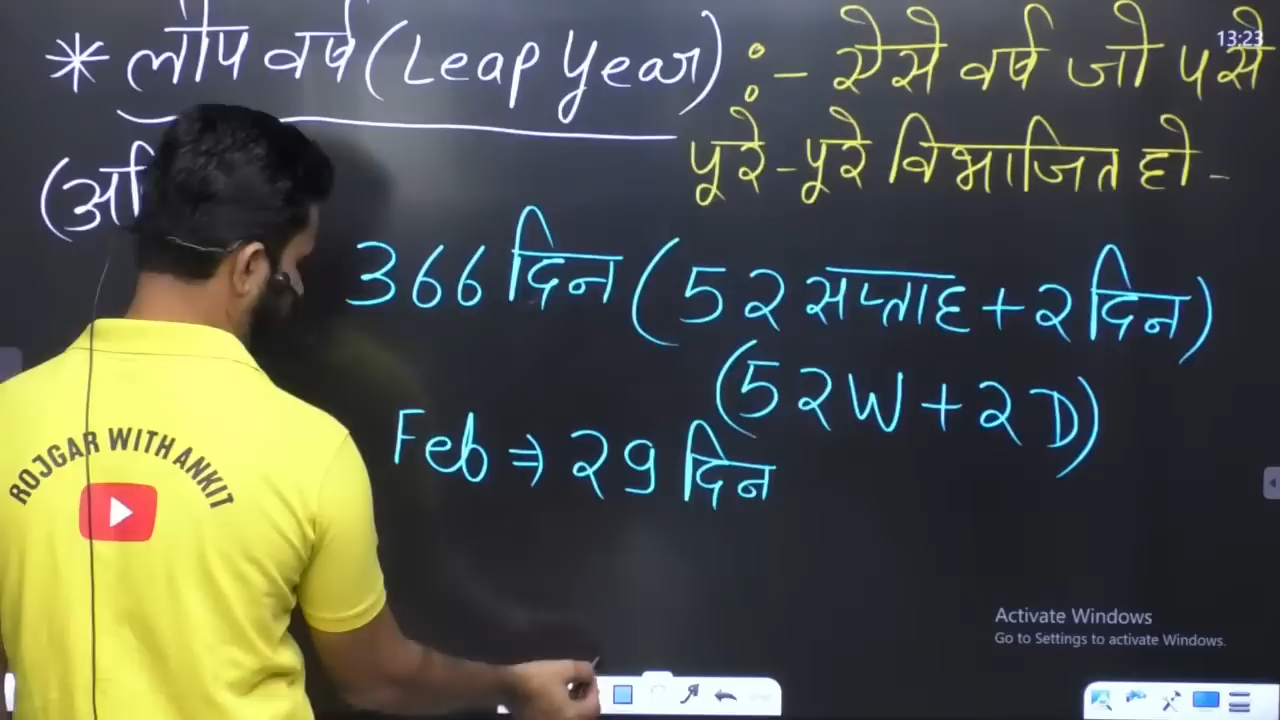 * लीप वर्ष (Leap Year) :- ऐसे वर्ष जो 4 से
पूरे-पूरे विभाजित हो -
366 दिन (52 सप्ताह + 2 दिन)
(52W + 2D)
Feb ⇒ 29 दिन
13:23
ROJGAR WITH ANKIT
Activate Windows
Go to Settings to activate Windows.